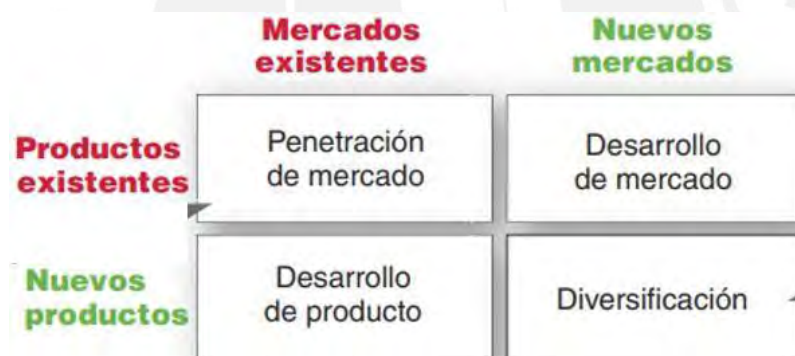 Mercados
existentes
Nuevos
mercados
Productos
existentes
Penetración
de mercado
Desarrollo
de mercado
Nuevos
productos
Desarrollo
de producto
Diversificación